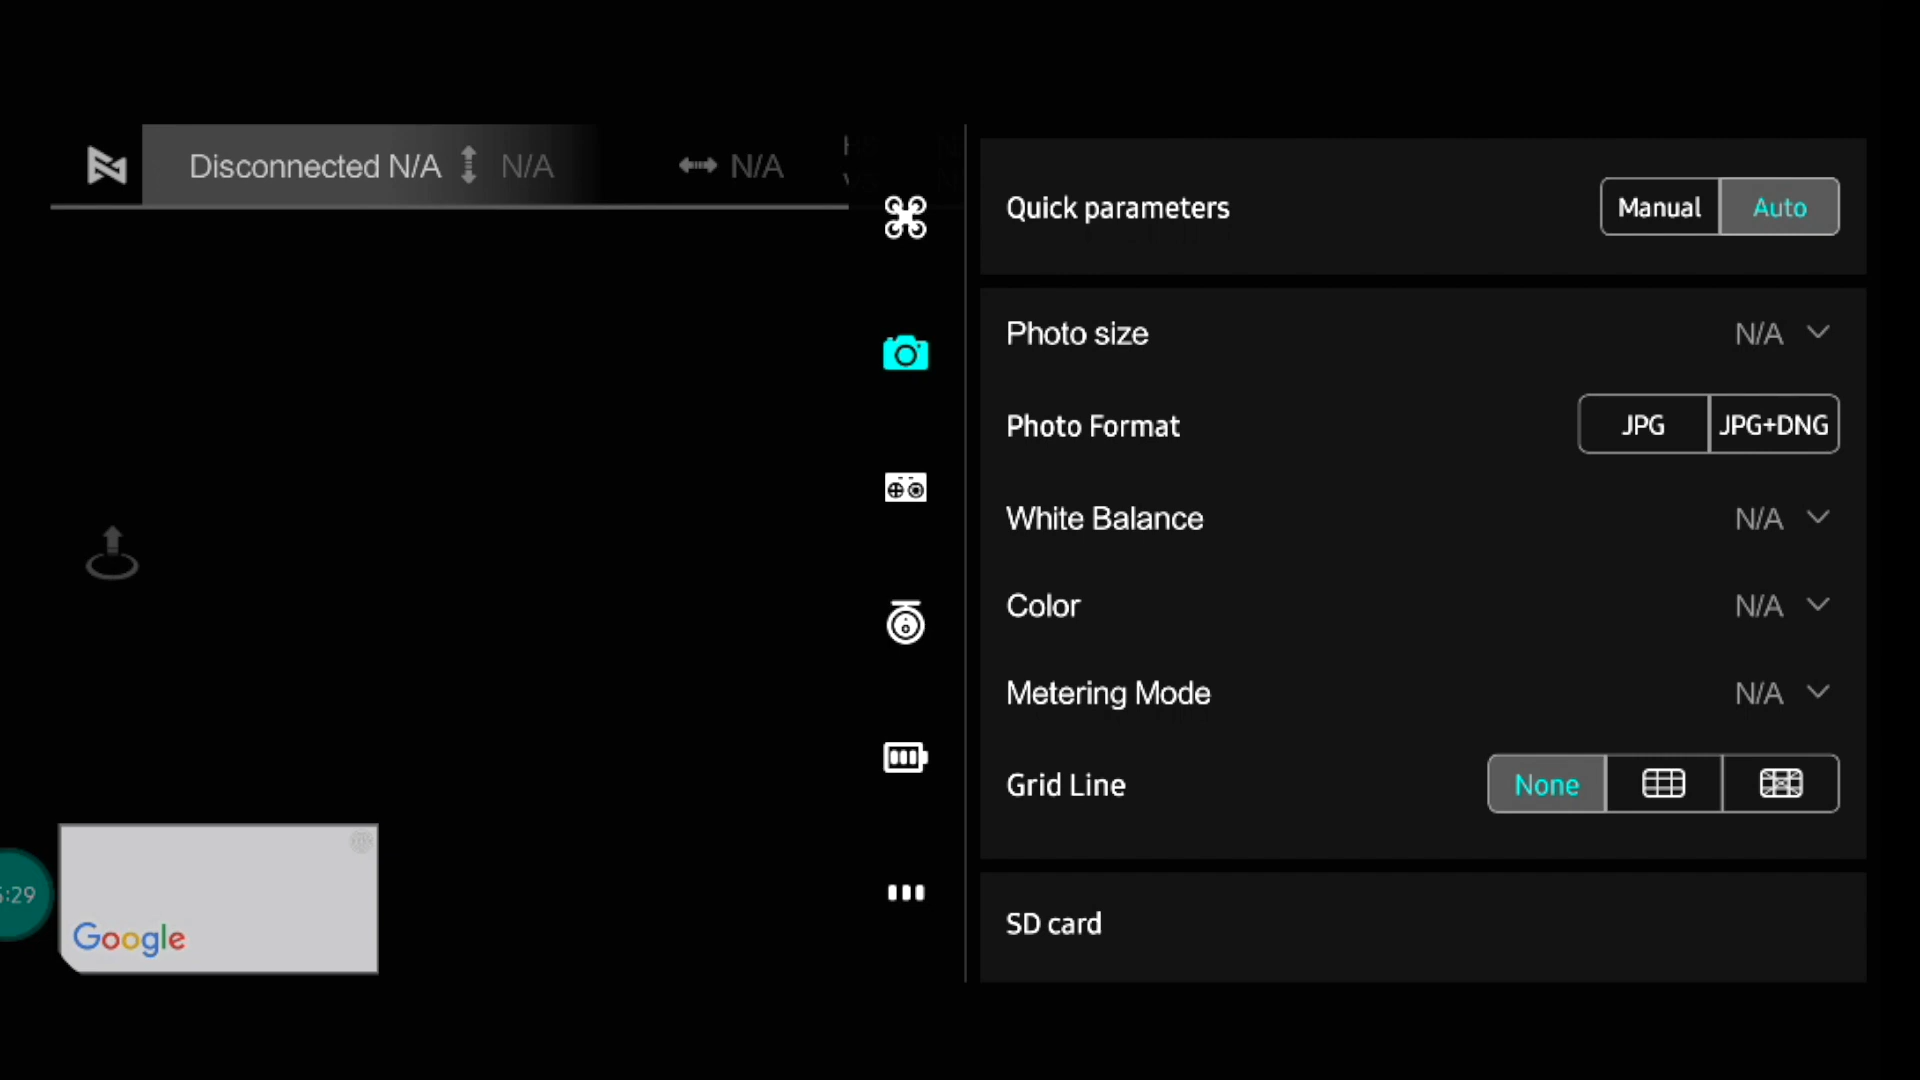 Disconnected N/A
N/A
N/A
Quick parameters
Manual
Auto
Photo size
N/A
Photo Format
JPG
JPG+DNG
White Balance
N/A
Color
N/A
Metering Mode
N/A
Grid Line
None
:29
Google
SD card